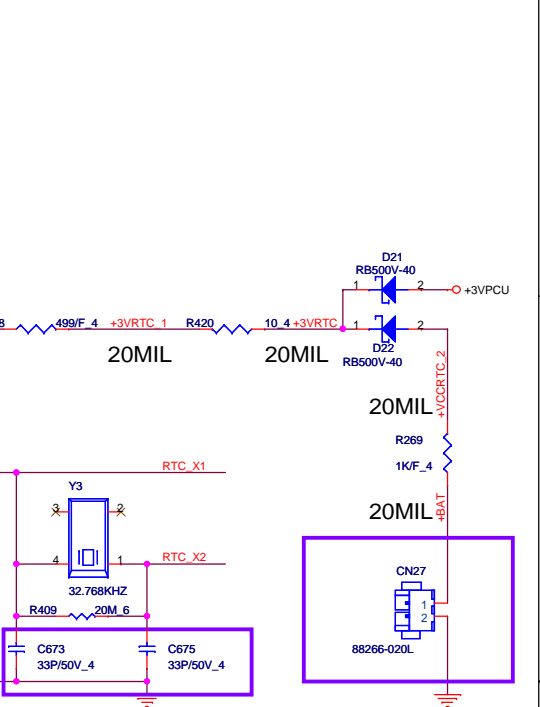 D21
RB500V-40
1 2 +3VPCU
8 499/F_4 +3VRTC_1 R420 10_4 +3VRTC 1 2
D22
RB500V-40
20MIL 20MIL
+VCCRTC_2
20MIL
R269
1K/F_4
20MIL
+BAT
RTC_X1
Y3
3 2
4 1 RTC_X2
32.768KHZ
R409 20M_6
C673 C675
33P/50V_4 33P/50V_4
CN27
1
2
88266-020L